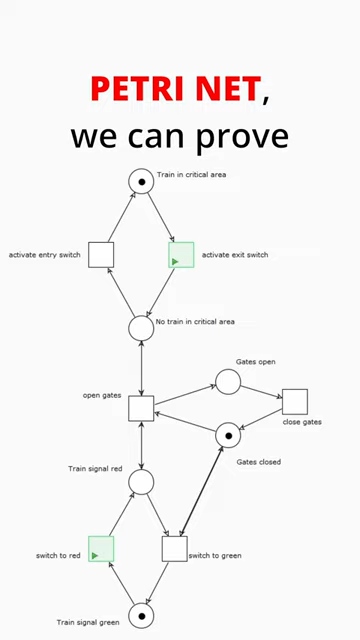 PETRI NET,
we can prove
Train in critical area
activate entry switch
activate exit switch
No train in critical area
Gates open
open gates
close gates
Gates closed
Train signal red
switch to red
switch to green
Train signal green